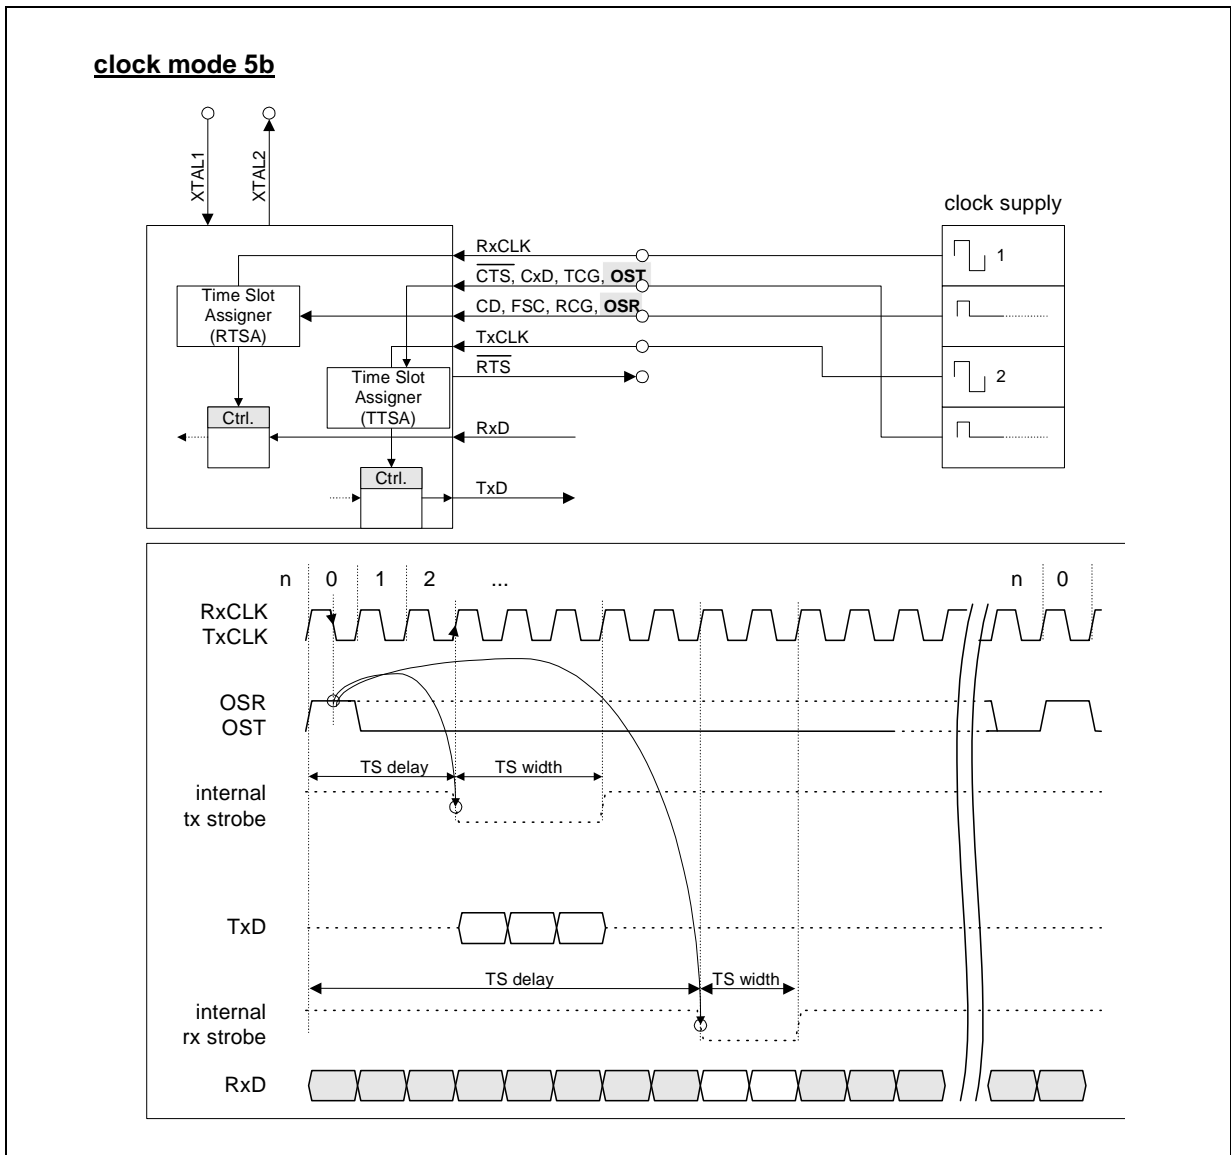 clock mode 5b
XTAL1
XTAL2
clock supply
RxCLK
1
CTS, CxD, TCG, OST
Time Slot
Assigner
(RTSA)
CD, FSC, RCG, OSR
TxCLK
RTS
2
Time Slot
Assigner
(TTSA)
Ctrl.
RxD
Ctrl.
TxD
n 0 1 2 ... n 0
RxCLK
TxCLK
OSR
OST
TS delay TS width
internal
tx strobe
TxD
TS delay TS width
internal
rx strobe
RxD